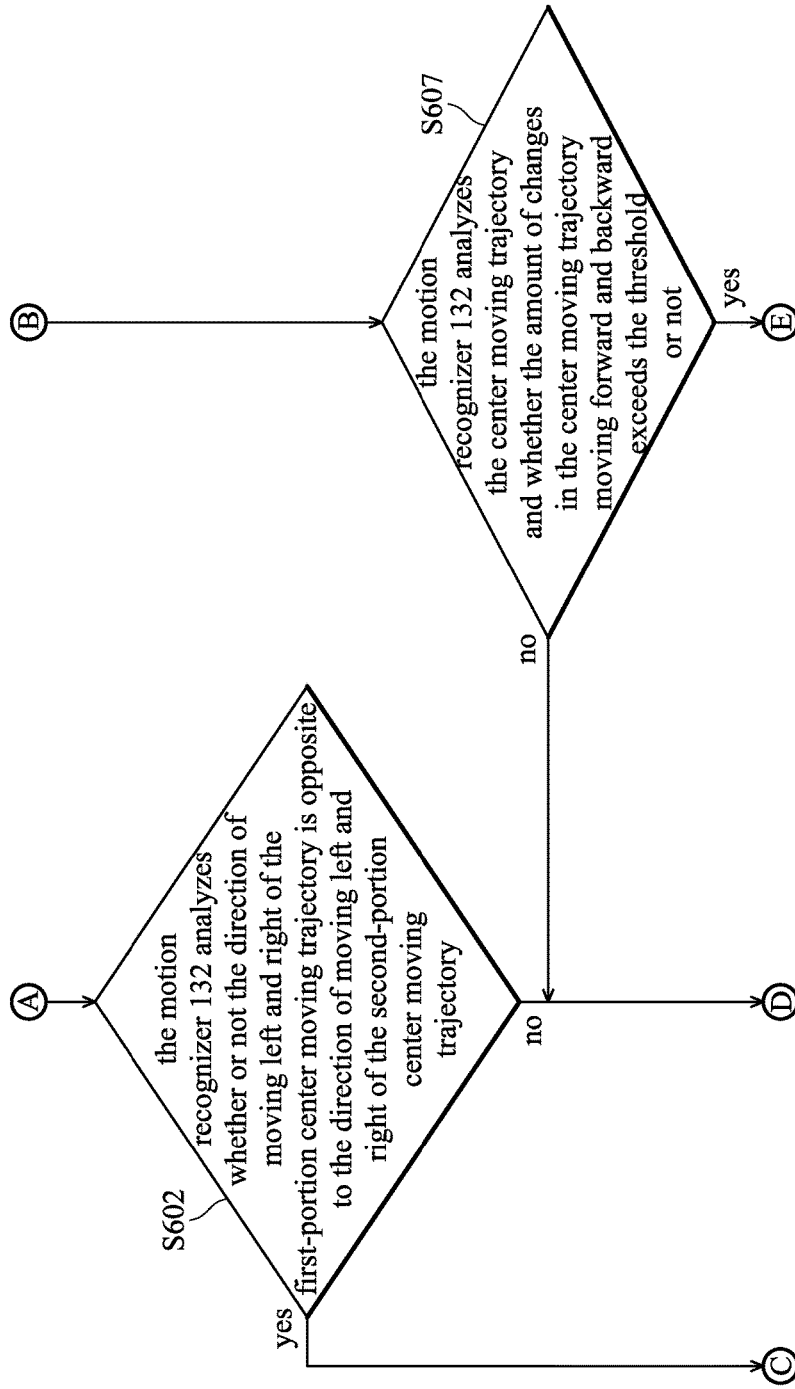 A
S602
the motion
recognizer 132 analyzes
whether or not the direction of
moving left and right of the
first-portion center moving trajectory is opposite
to the direction of moving left and
right of the second-portion
center moving
trajectory
yes
no
C
D
B
S607
the motion
recognizer 132 analyzes
the center moving trajectory
and whether the amount of changes
in the center moving trajectory
moving forward and backward
exceeds the threshold
or not
no
yes
E